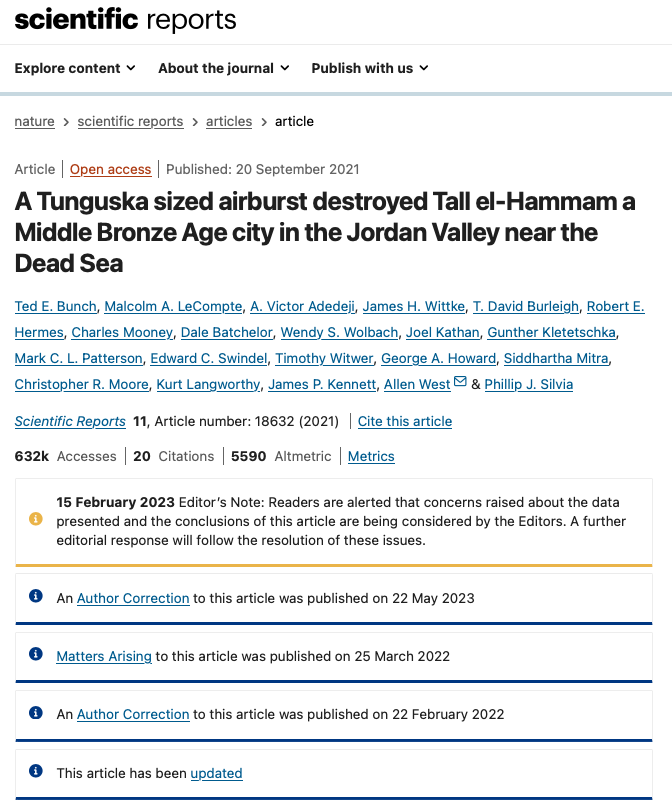 scientific reports
Explore content About the journal Publish with us
nature > scientific reports > articles > article
Article | Open access | Published: 20 September 2021
A Tunguska sized airburst destroyed Tall el-Hammam a
Middle Bronze Age city in the Jordan Valley near the
Dead Sea
Ted E. Bunch, Malcolm A. LeCompte, A. Victor Adedeji, James H. Wittke, T. David Burleigh, Robert E.
Hermes, Charles Mooney, Dale Batchelor, Wendy S. Wolbach, Joel Kathan, Gunther Kletetschka,
Mark C. L. Patterson, Edward C. Swindel, Timothy Witwer, George A. Howard, Siddhartha Mitra,
Christopher R. Moore, Kurt Langworthy, James P. Kennett, Allen West & Phillip J. Silvia
Scientific Reports 11, Article number: 18632 (2021) | Cite this article
632k Accesses | 20 Citations | 5590 Altmetric | Metrics
15 February 2023 Editor’s Note: Readers are alerted that concerns raised about the data
presented and the conclusions of this article are being considered by the Editors. A further
editorial response will follow the resolution of these issues.
An Author Correction to this article was published on 22 May 2023
Matters Arising to this article was published on 25 March 2022
An Author Correction to this article was published on 22 February 2022
This article has been updated